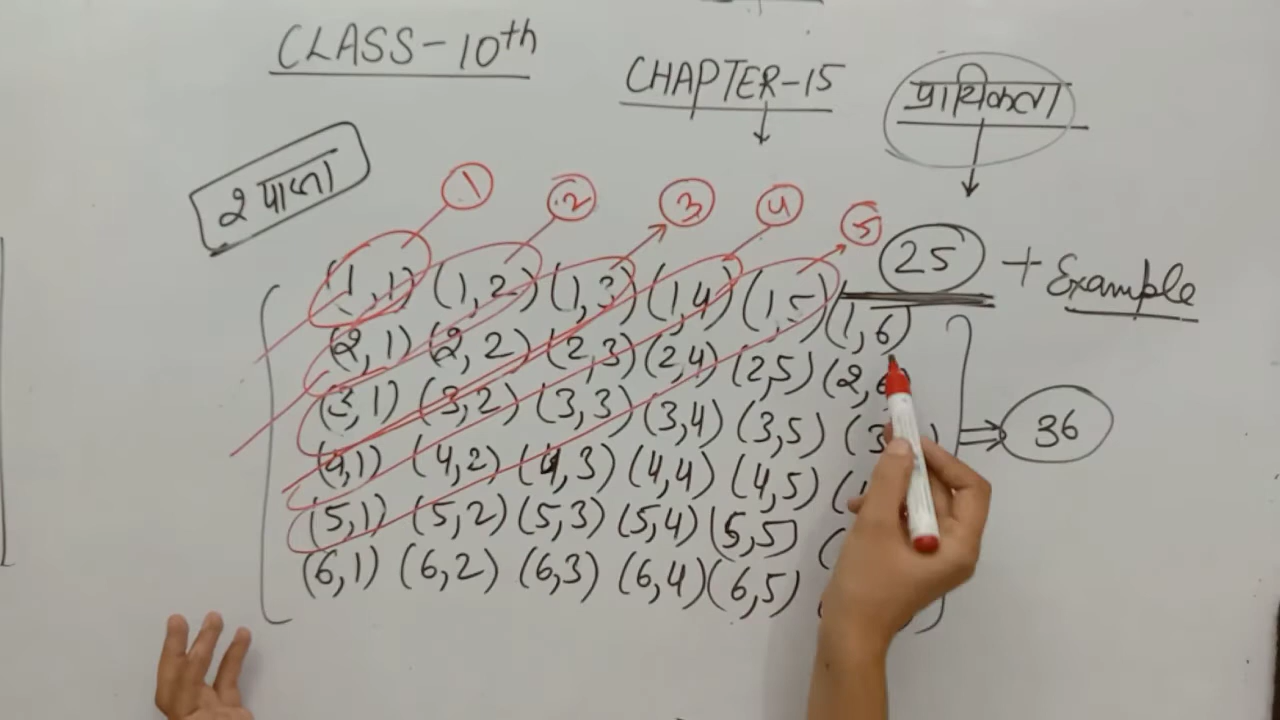 CLASS-10th
CHAPTER-15
प्रायिकता
2 पासा
1 2 3 4 5
25 + Example
(1,1) (1,2) (1,3) (1,4) (1,5) (1,6)
(2,1) (2,2) (2,3) (2,4) (2,5) (2,
(3,1) (3,2) (3,3) (3,4) (3,5) (3
(4,1) (4,2) (4,3) (4,4) (4,5) (
(5,1) (5,2) (5,3) (5,4) (5,5) (
(6,1) (6,2) (6,3) (6,4) (6,5)
⇒ 36